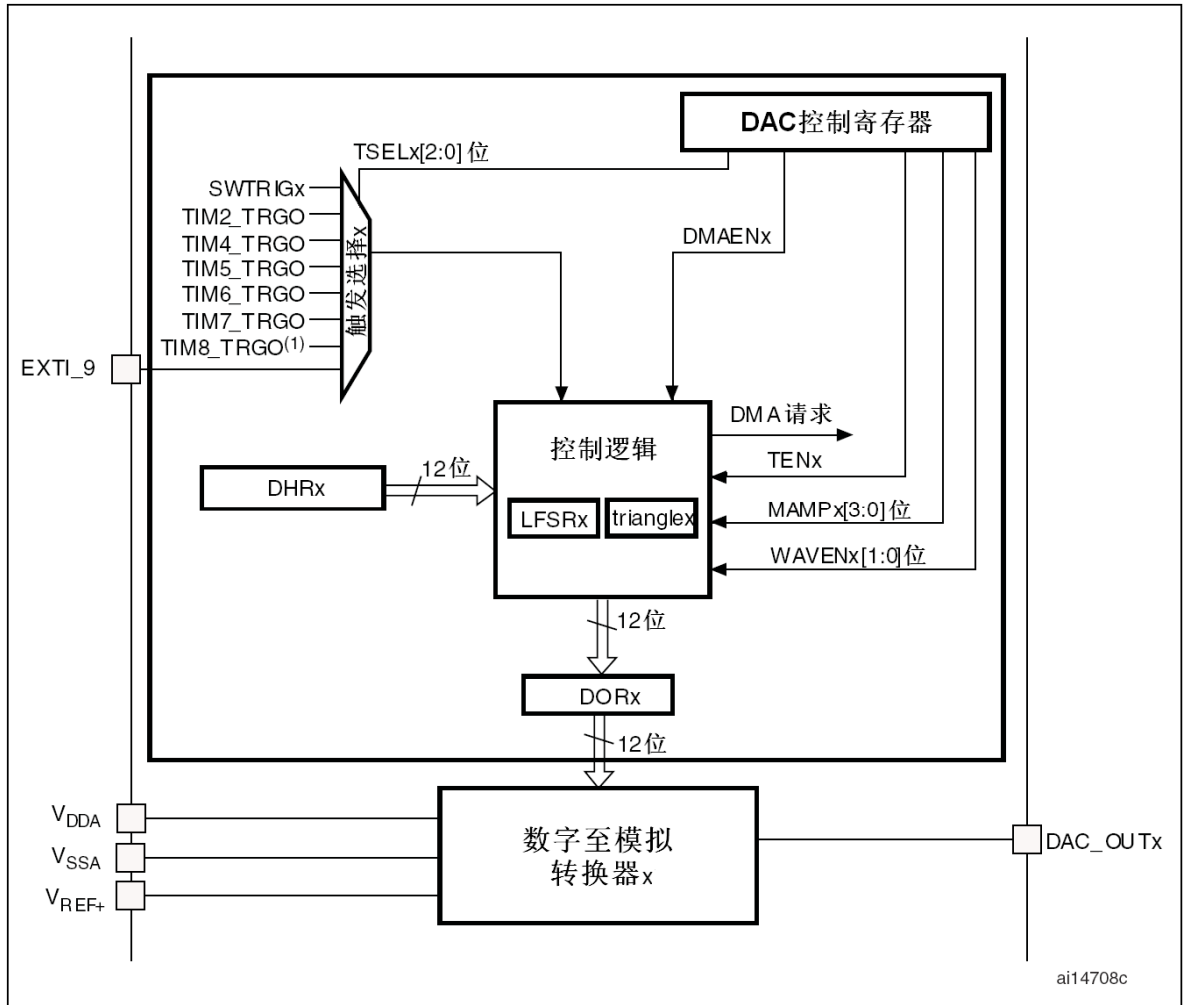 DAC控制寄存器
TSELx[2:0] 位
SWTRIGx
TIM2_TRGO
TIM4_TRGO
TIM5_TRGO
TIM6_TRGO
TIM7_TRGO
TIM8_TRGO(1)
触发选择x
DMAENx
EXTI_9
控制逻辑
DMA 请求
TENx
DHRx
12位
LFSRx
trianglex
MAMPx[3:0] 位
WAVENx[1:0] 位
12位
DORx
12位
VDDA
VSSA
VREF+
数字至模拟
转换器x
DAC_OUTx
ai14708c